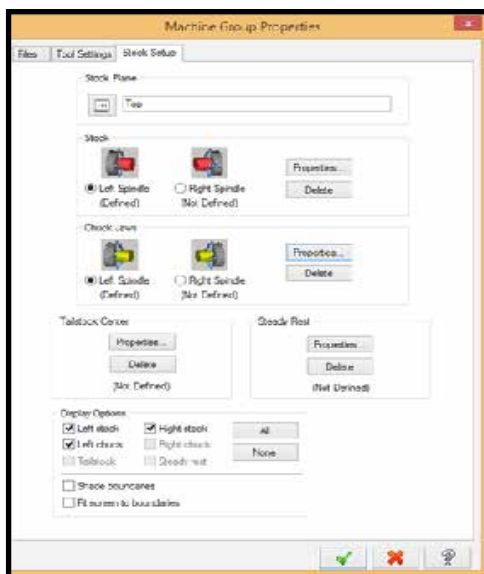 Machine Group Properties
Files Tool Settings Stock Setup
Stock Plane
Top
Stock
Left Spindle Right Spindle Properties...
(Defined) (Not Defined) Delete
Chuck Jaws
Left Spindle Right Spindle Properties...
(Defined) (Not Defined) Delete
Tailstock Center Steady Rest
Properties... Properties...
Delete Delete
(Not Defined) (Not Defined)
Display Options
Left stock Right stock All
Left chuck Right chuck None
Tailstock Steady rest
Shade boundaries
Fit screen to boundaries